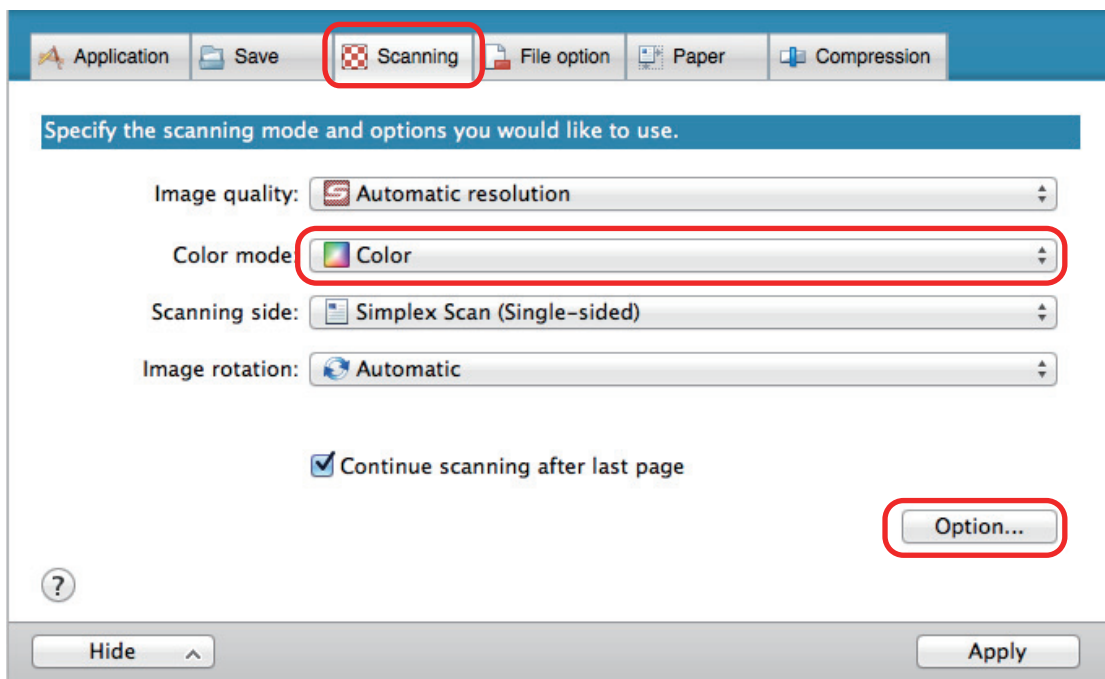 Application Save Scanning File option Paper Compression
Specify the scanning mode and options you would like to use.
Image quality: Automatic resolution
Color mode: Color
Scanning side: Simplex Scan (Single-sided)
Image rotation: Automatic
Continue scanning after last page
Option...
?
Hide Apply